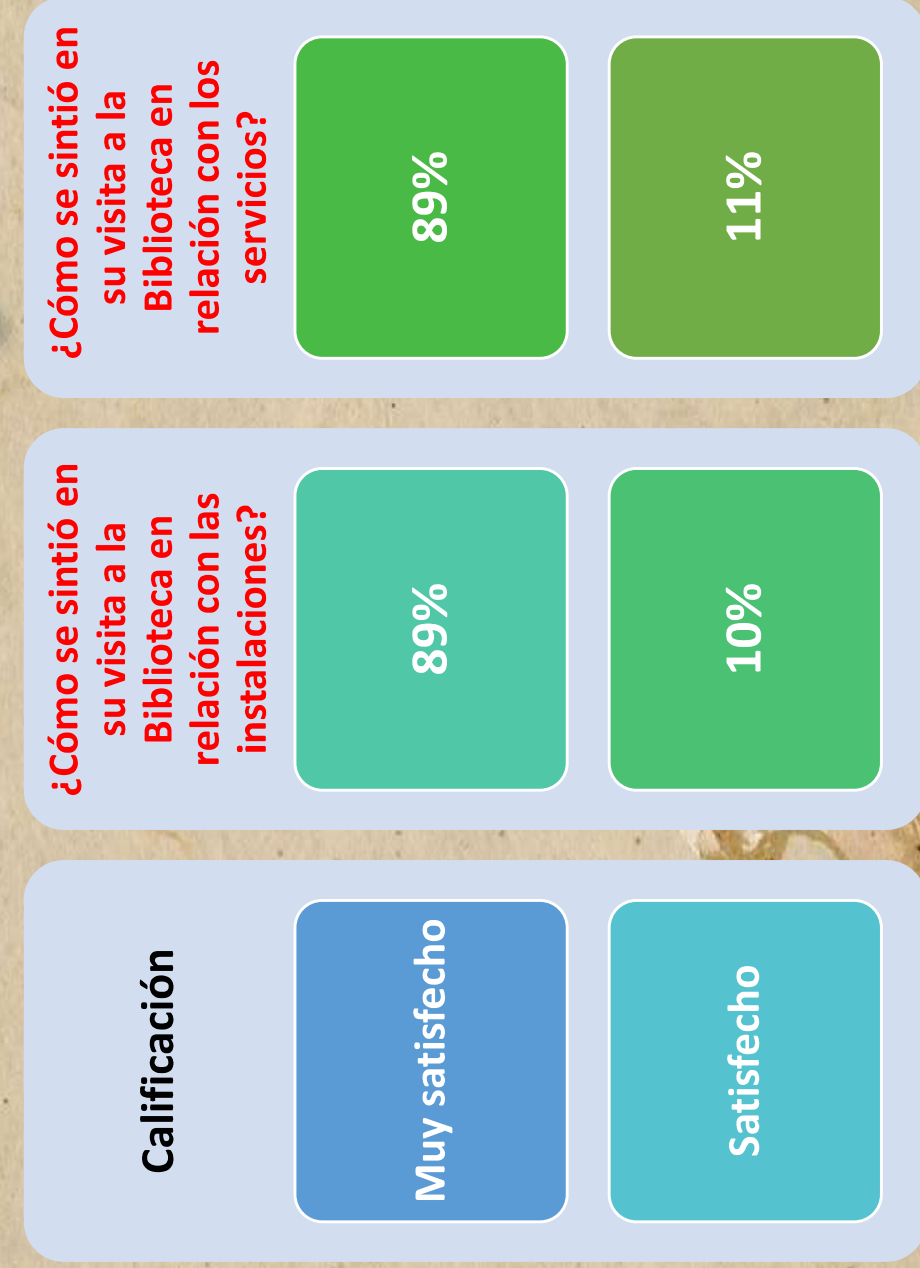 Calificación
Muy satisfecho
Satisfecho
¿Cómo se sintió en
su visita a la
Biblioteca en
relación con las
instalaciones?
89%
10%
¿Cómo se sintió en
su visita a la
Biblioteca en
relación con los
servicios?
89%
11%